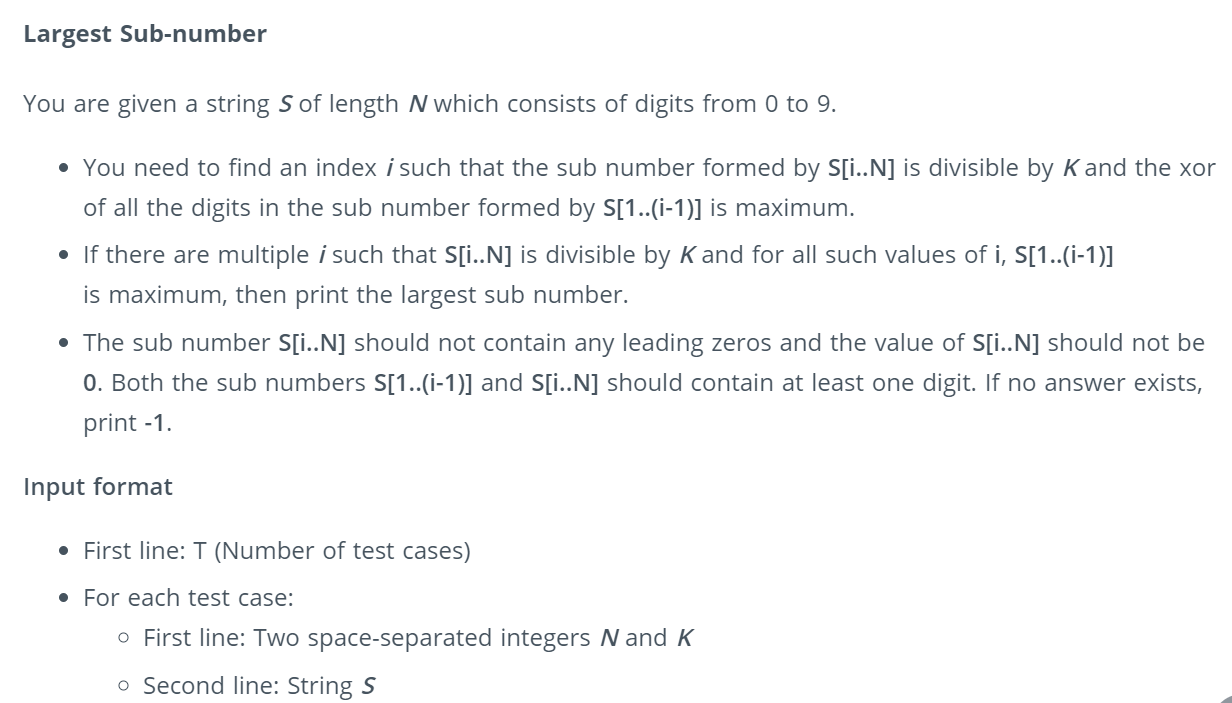 Largest Sub-number
You are given a string S of length N which consists of digits from 0 to 9.
• You need to find an index i such that the sub number formed by S[i..N] is divisible by K and the xor
of all the digits in the sub number formed by S[1..(i-1)] is maximum.
• If there are multiple i such that S[i..N] is divisible by K and for all such values of i, S[1..(i-1)]
is maximum, then print the largest sub number.
• The sub number S[i..N] should not contain any leading zeros and the value of S[i..N] should not be
0. Both the sub numbers S[1..(i-1)] and S[i..N] should contain at least one digit. If no answer exists,
print -1.
Input format
• First line: T (Number of test cases)
• For each test case:
◦ First line: Two space-separated integers N and K
◦ Second line: String S